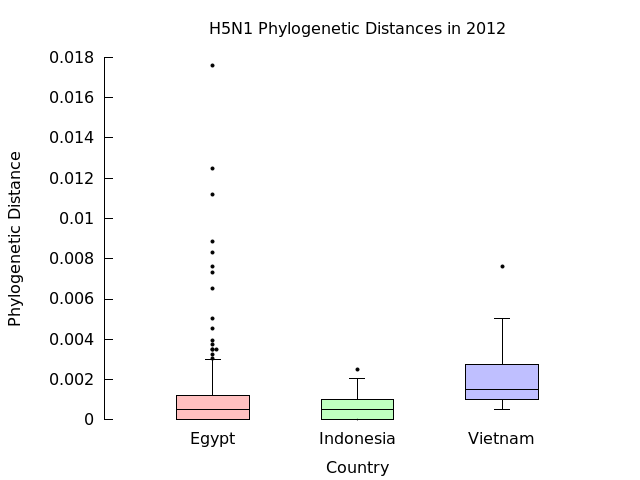 H5N1 Phylogenetic Distances in 2012
Phylogenetic Distance
0.018
0.016
0.014
0.012
0.01
0.008
0.006
0.004
0.002
0
Egypt Indonesia Vietnam
Country